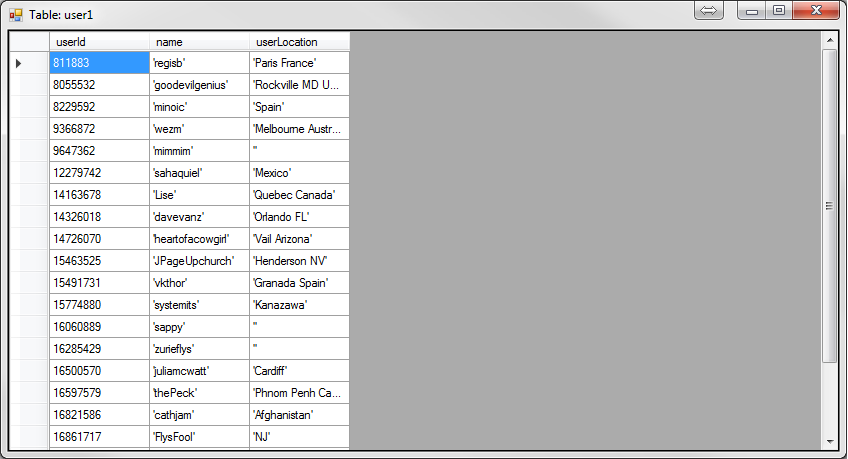 Table: user1
userId name userLocation
811883 'regisb' 'Paris France'
8055532 'goodevilgenius' 'Rockville MD U...
8229592 'minoic' 'Spain'
9366872 'wezm' 'Melbourne Austr...
9647362 'mimmim' ''
12279742 'sahaquiel' 'Mexico'
14163678 'Lise' 'Quebec Canada'
14326018 'davevanz' 'Orlando FL'
14726070 'heartofacowgirl' 'Vail Arizona'
15463525 'JPageUpchurch' 'Henderson NV'
15491731 'vkthor' 'Granada Spain'
15774880 'systemits' 'Kanazawa'
16060889 'sappy' ''
16285429 'zurieflys' ''
16500570 'juliamcwatt' 'Cardiff'
16597579 'thePeck' 'Phnom Penh Ca...
16821586 'cathjam' 'Afghanistan'
16861717 'FlysFool' 'NJ'